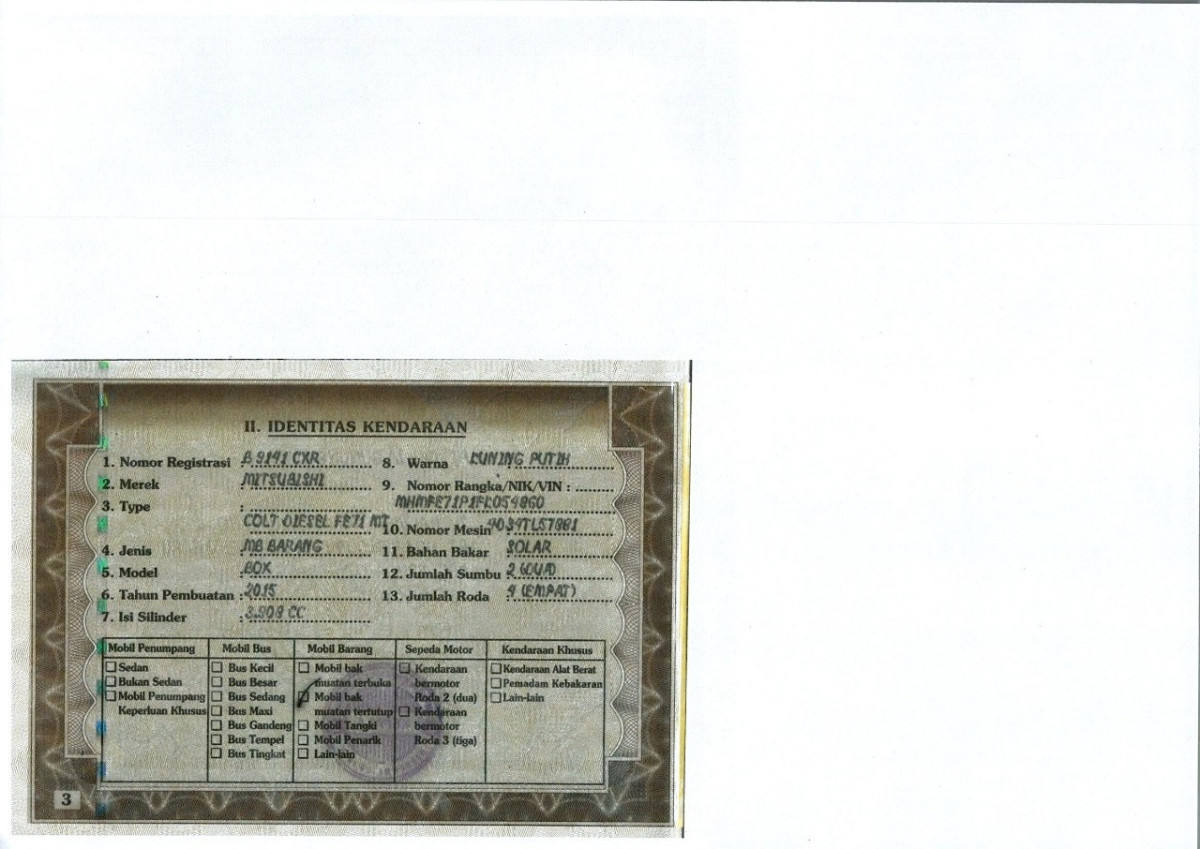 II. IDENTITAS KENDARAAN
1. Nomor Registrasi B 9191 CXR
2. Merek MITSUBISHI
3. Type :
COLT DIESEL FE71 MT
4. Jenis MB BARANG
5. Model BOX
6. Tahun Pembuatan : 2015
7. Isi Silinder : 3.908 CC
8. Warna KUNING PUTIH
9. Nomor Rangka/NIK/VIN :
MHMFE71P1FK054860
10. Nomor Mesin 4D34TL57881
11. Bahan Bakar SOLAR
12. Jumlah Sumbu 2 (DUA)
13. Jumlah Roda 4 (EMPAT)
Mobil Penumpang
Sedan
Bukan Sedan
Mobil Penumpang
Keperluan Khusus
Mobil Bus
Bus Kecil
Bus Besar
Bus Sedang
Bus Maxi
Bus Gandeng
Bus Tempel
Bus Tingkat
Mobil Barang
Mobil bak
muatan terbuka
Mobil bak
muatan tertutup
Mobil Tangki
Mobil Penarik
Lain-lain
Sepeda Motor
Kendaraan
bermotor
Roda 2 (dua)
Kendaraan
bermotor
Roda 3 (tiga)
Kendaraan Khusus
Kendaraan Alat Berat
Pemadam Kebakaran
Lain-lain
3